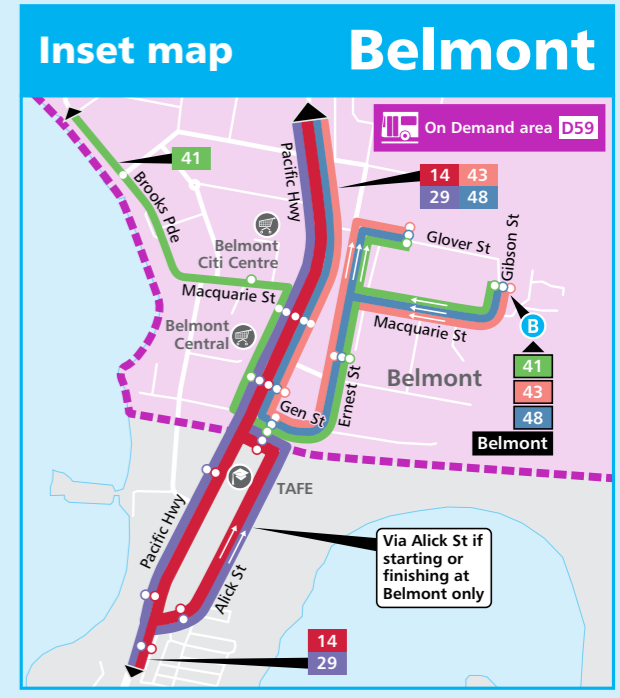 Inset map
Belmont
On Demand area D59
41
14 43
29 48
Pacific Hwy
Brooks Pde
Glover St
Gibson St
Belmont
Citi Centre
Macquarie St
Macquarie St
B
Belmont
Central
41
43
48
Belmont
Belmont
Gen St
Ernest St
TAFE
Pacific Hwy
Alick St
Via Alick St if
starting or
finishing at
Belmont only
14
29